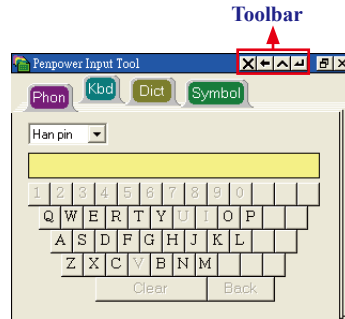 Toolbar
Penpower Input Tool
Phon Kbd Dict Symbol
Han pin
1 2 3 4 5 6 7 8 9 0
Q W E R T Y U I O P
A S D F G H J K L
Z X C V B N M
Clear Back